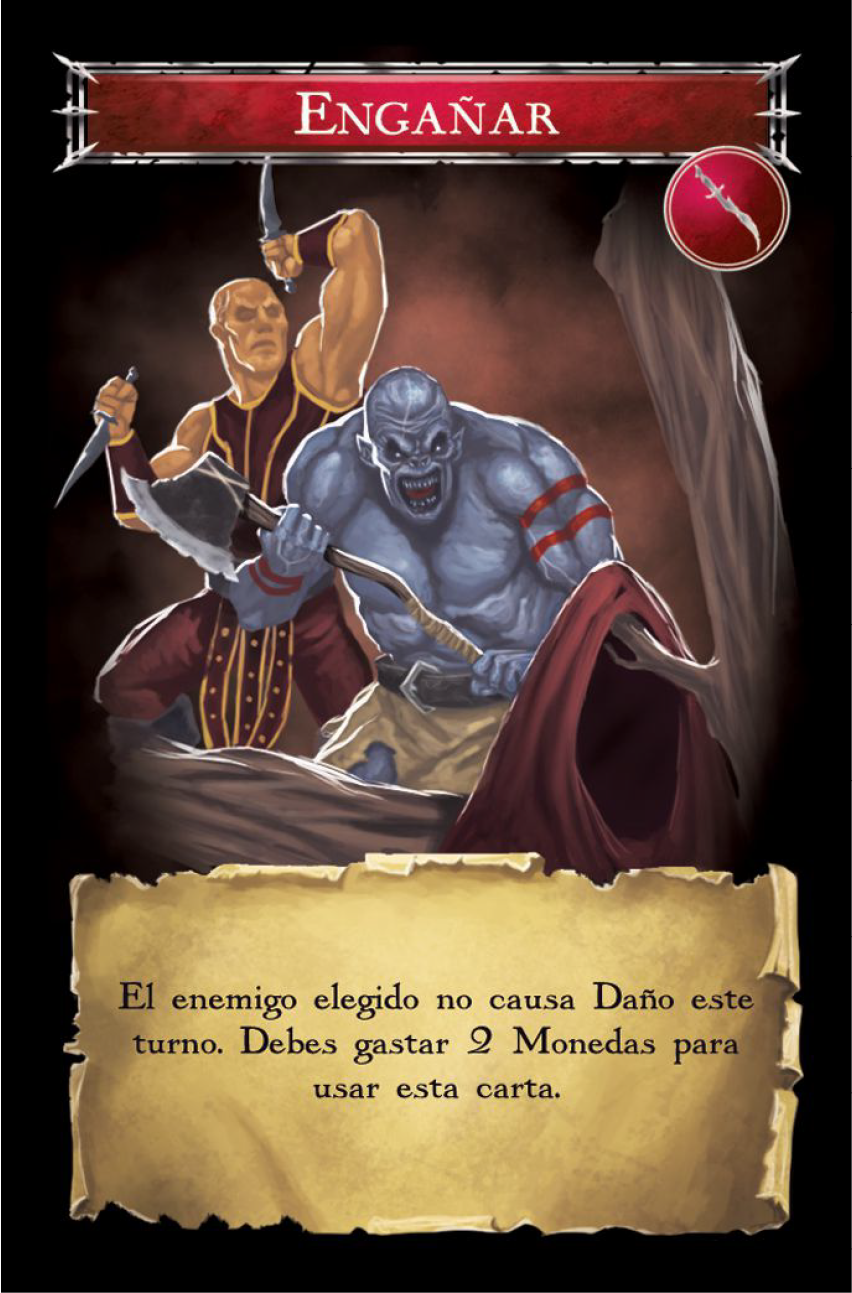 Engañar
El enemigo elegido no causa Daño este
turno. Debes gastar 2 Monedas para
usar esta carta.